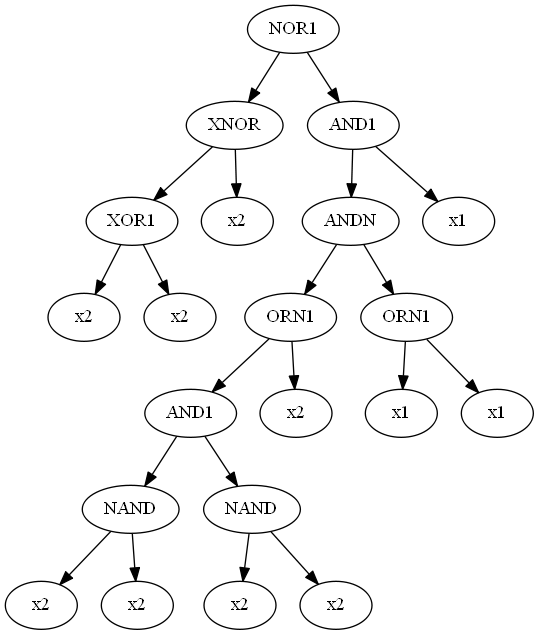 NOR1
XNOR AND1
XOR1 x2 ANDN x1
x2 x2 ORN1 ORN1
AND1 x2 x1 x1
NAND NAND
x2 x2 x2 x2